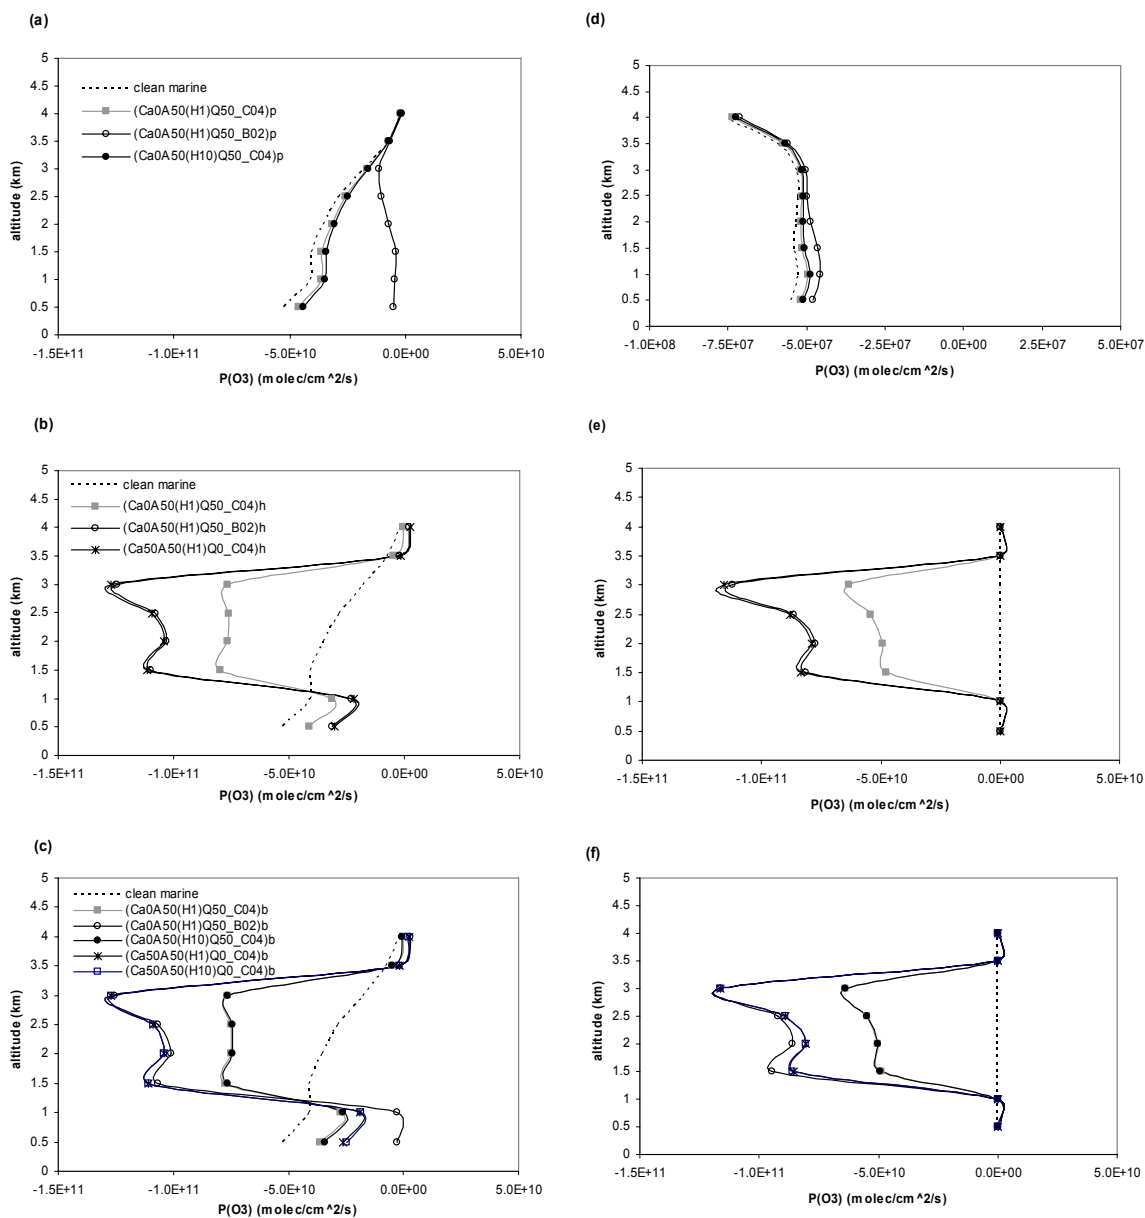 (a)
5
4.5
4
3.5
3
2.5
2
1.5
1
0.5
0
altitude (km)
clean marine
(Ca0A50(H1)Q50_C04)p
(Ca0A50(H1)Q50_B02)p
(Ca0A50(H10)Q50_C04)p
-1.5E+11 -1.0E+11 -5.0E+10 0.0E+00 5.0E+10
P(O3) (molec/cm^2/s)
(d)
5
4.5
4
3.5
3
2.5
2
1.5
1
0.5
0
altitude (km)
-1.0E+08 -7.5E+07 -5.0E+07 -2.5E+07 0.0E+00 2.5E+07 5.0E+07
P(O3) (molec/cm^2/s)
(b)
5
4.5
4
3.5
3
2.5
2
1.5
1
0.5
0
altitude (km)
clean marine
(Ca0A50(H1)Q50_C04)h
(Ca0A50(H1)Q50_B02)h
(Ca50A50(H1)Q0_C04)h
-1.5E+11 -1.0E+11 -5.0E+10 0.0E+00 5.0E+10
P(O3) (molec/cm^2/s)
(e)
5
4.5
4
3.5
3
2.5
2
1.5
1
0.5
0
altitude (km)
-1.5E+11 -1.0E+11 -5.0E+10 0.0E+00 5.0E+10
P(O3) (molec/cm^2/s)
(c)
5
4.5
4
3.5
3
2.5
2
1.5
1
0.5
0
altitude (km)
clean marine
(Ca0A50(H1)Q50_C04)b
(Ca0A50(H1)Q50_B02)b
(Ca0A50(H10)Q50_C04)b
(Ca50A50(H1)Q0_C04)b
(Ca50A50(H10)Q0_C04)b
-1.5E+11 -1.0E+11 -5.0E+10 0.0E+00 5.0E+10
P(O3) (molec/cm^2/s)
(f)
5
4.5
4
3.5
3
2.5
2
1.5
1
0.5
0
altitude (km)
-1.5E+11 -1.0E+11 -5.0E+10 0.0E+00 5.0E+10
P(O3) (molec/cm^2/s)